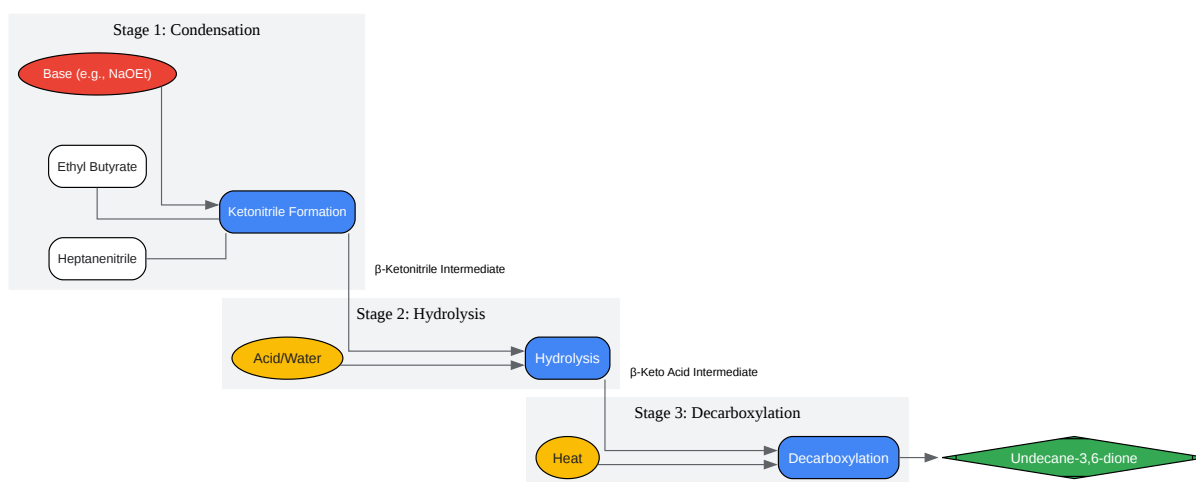 Stage 1: Condensation
Base (e.g., NaOEt)
Ethyl Butyrate
Ketonitrile Formation
Heptanenitrile
β-Ketonitrile Intermediate
Stage 2: Hydrolysis
Acid/Water
Hydrolysis
β-Keto Acid Intermediate
Stage 3: Decarboxylation
Heat
Decarboxylation
Undecane-3,6-dione